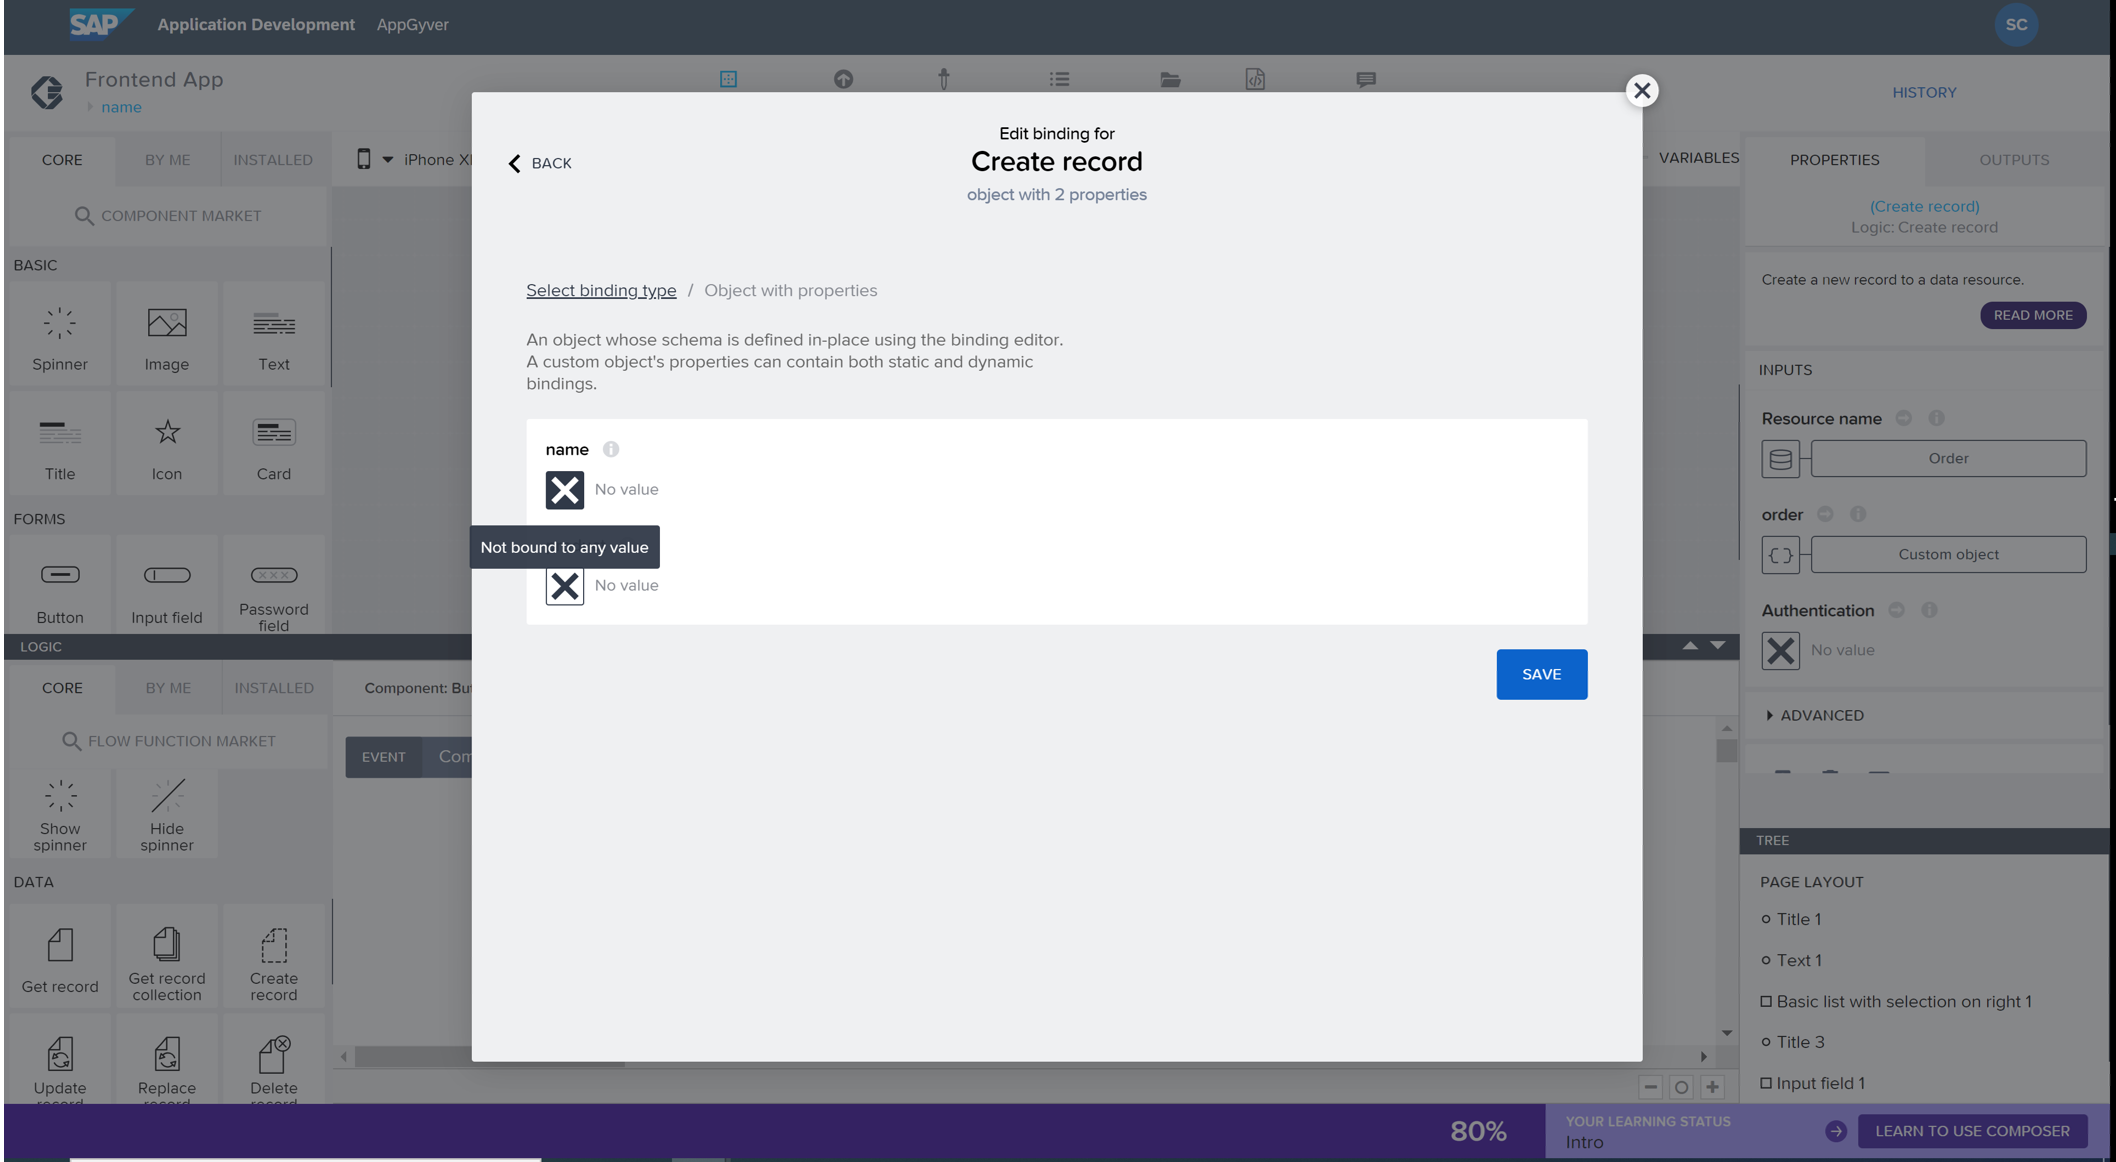 SAP
Application Development
AppGyver
SC
Frontend App
name
HISTORY
CORE
BY ME
INSTALLED
iPhone X
VARIABLES
PROPERTIES
OUTPUTS
COMPONENT MARKET
BASIC
Spinner
Image
Text
Title
Icon
Card
FORMS
Button
Input field
Password
field
BACK
Edit binding for
Create record
object with 2 properties
Select binding type / Object with properties
An object whose schema is defined in-place using the binding editor.
A custom object's properties can contain both static and dynamic
bindings.
name
No value
Not bound to any value
No value
SAVE
(Create record)
Logic: Create record
Create a new record to a data resource.
READ MORE
INPUTS
Resource name
Order
order
Custom object
Authentication
No value
ADVANCED
LOGIC
CORE
BY ME
INSTALLED
Component: Bu
FLOW FUNCTION MARKET
EVENT
Com
Show
spinner
Hide
spinner
DATA
Get record
Get record
collection
Create
record
Update
record
Replace
record
Delete
record
TREE
PAGE LAYOUT
Title 1
Text 1
Basic list with selection on right 1
Title 3
Input field 1
80%
YOUR LEARNING STATUS
Intro
LEARN TO USE COMPOSER